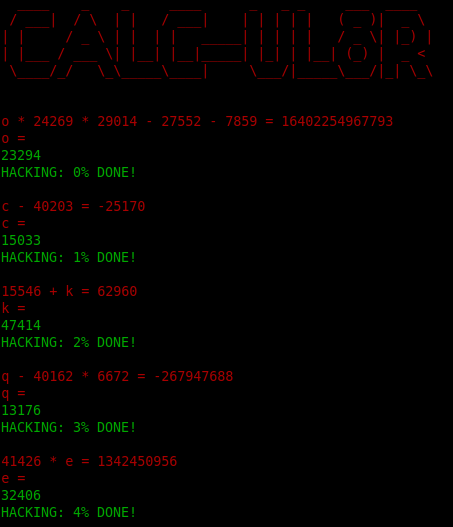 CALC-UL8R
o * 24269 * 29014 - 27552 - 7859 = 16402254967793
o =
23294
HACKING: 0% DONE!
c - 40203 = -25170
c =
15033
HACKING: 1% DONE!
15546 + k = 62960
k =
47414
HACKING: 2% DONE!
q - 40162 * 6672 = -267947688
q =
13176
HACKING: 3% DONE!
41426 * e = 1342450956
e =
32406
HACKING: 4% DONE!